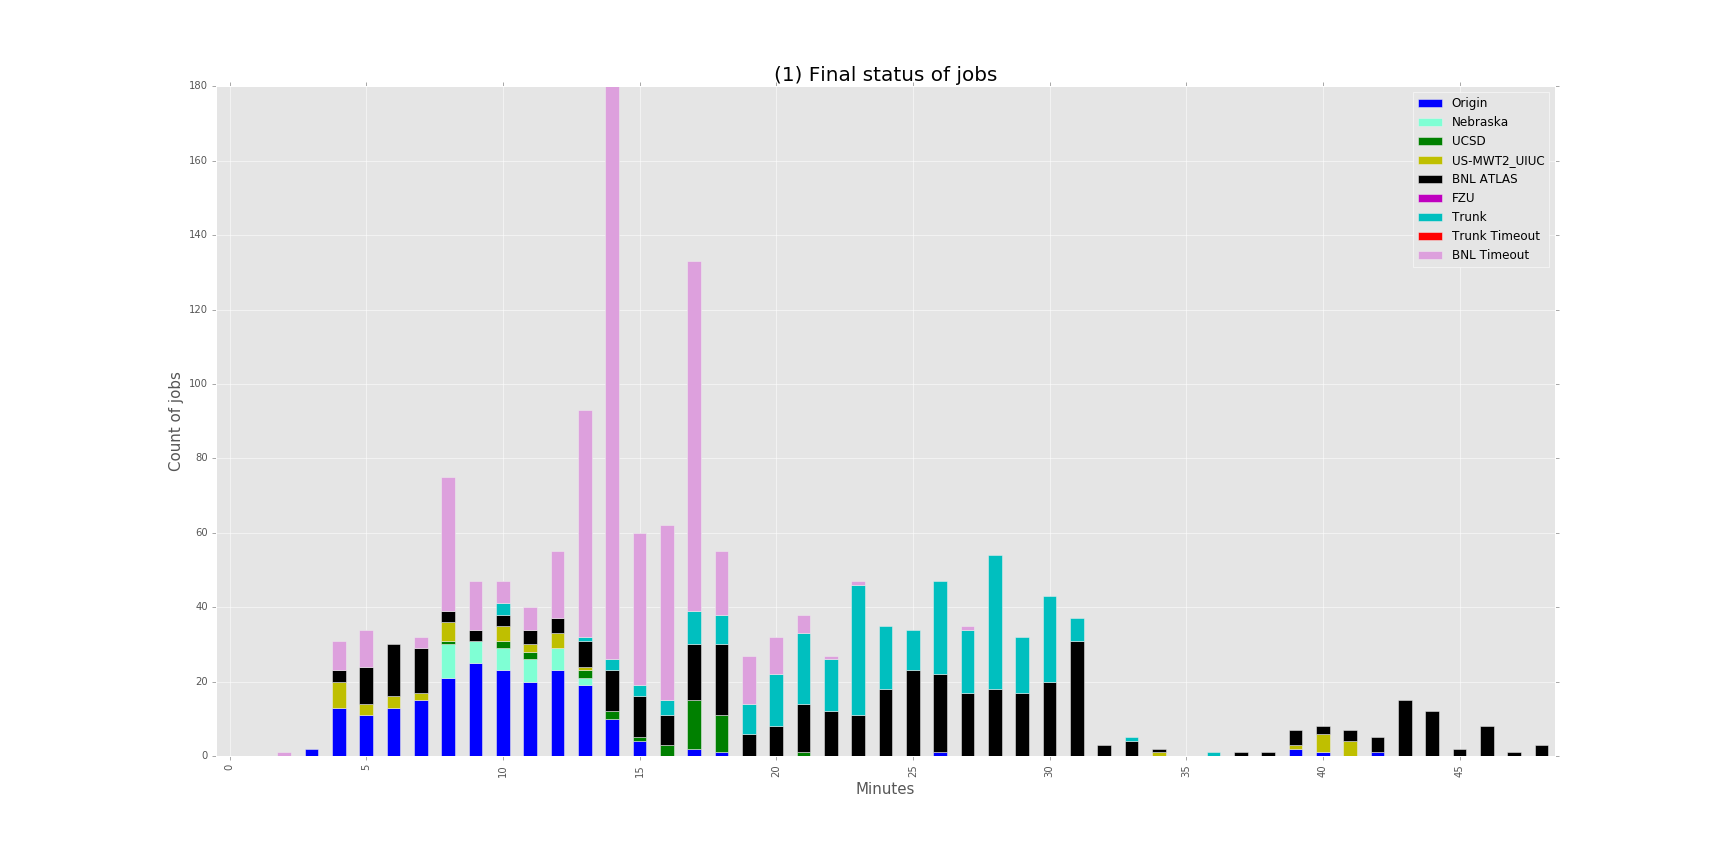 (1) Final status of jobs
180
160
140
120
100
80
60
40
20
0
Count of jobs
Origin
Nebraska
UCSD
US-MWT2_UIUC
BNL ATLAS
FZU
Trunk
Trunk Timeout
BNL Timeout
0
5
10
15
20
25
30
35
40
45
Minutes